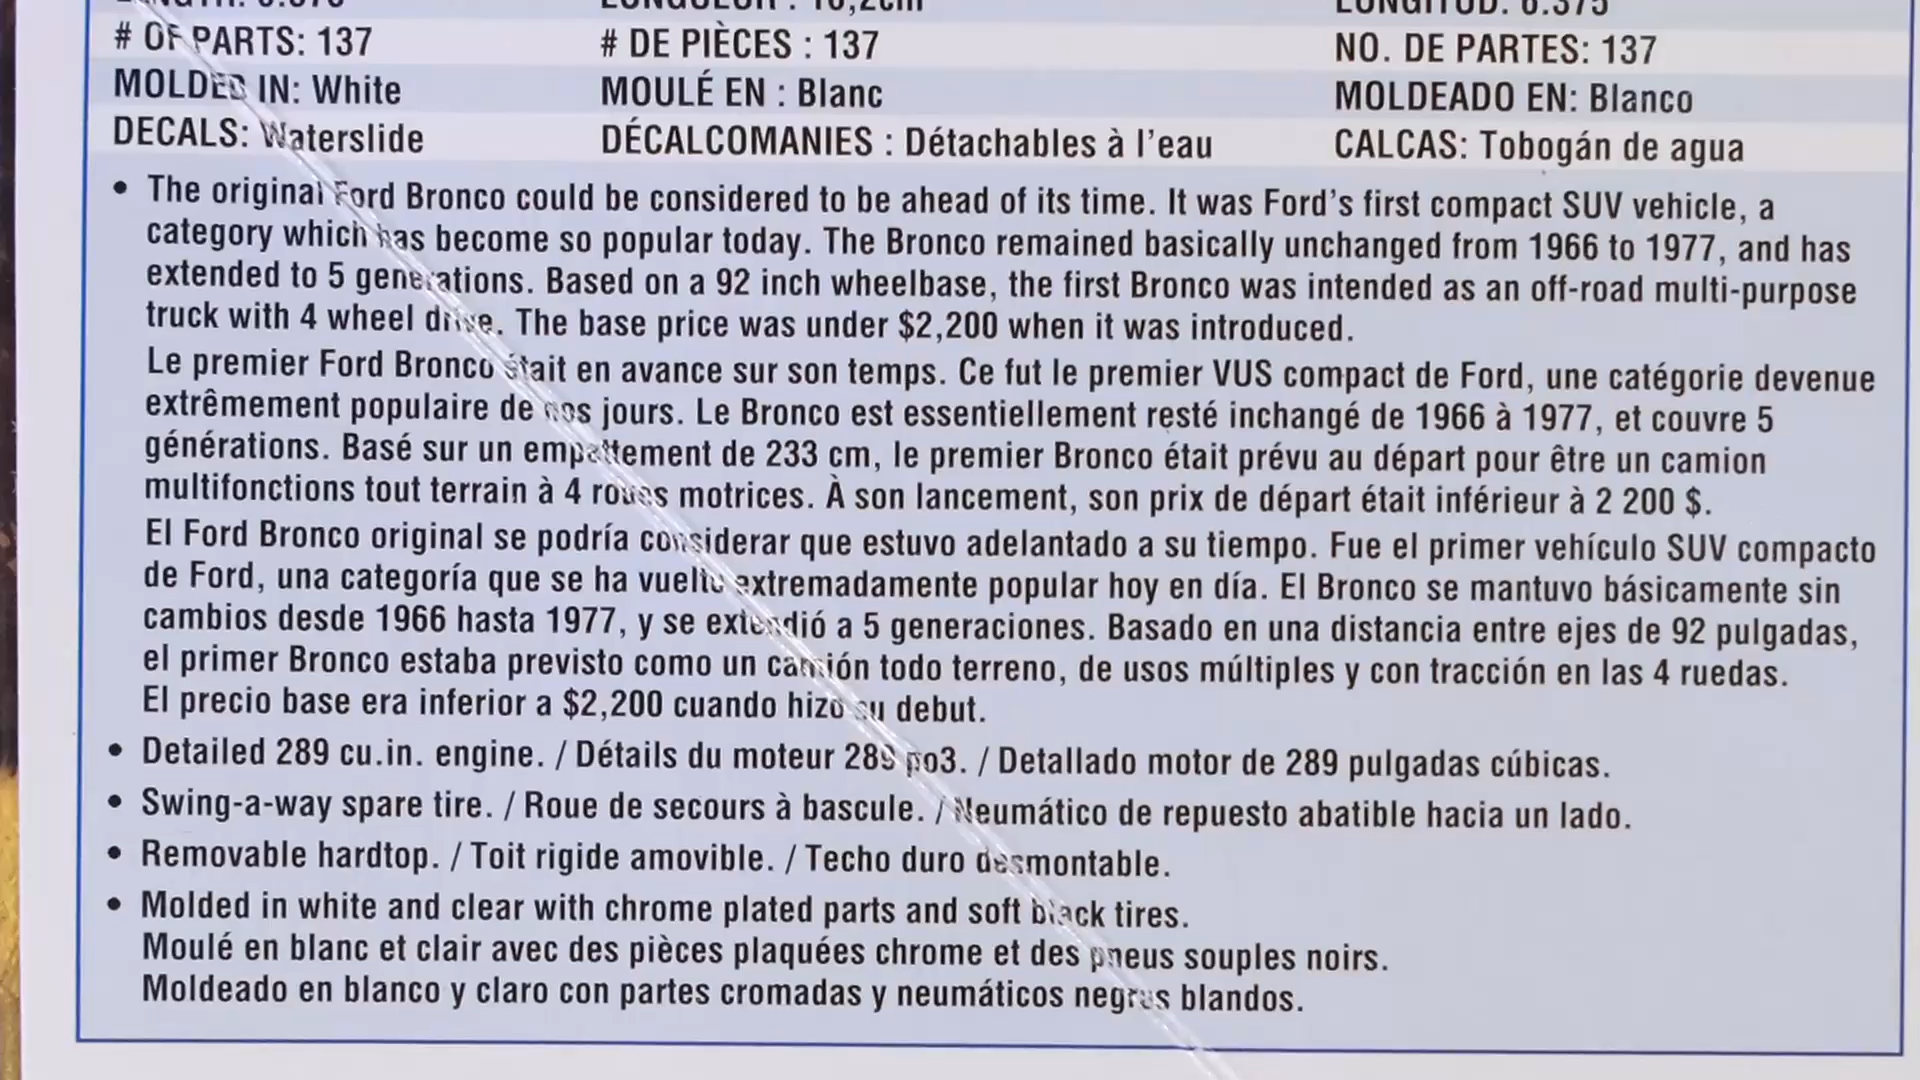 # OF PARTS: 137 # DE PIÈCES : 137 NO. DE PARTES: 137
MOLDED IN: White MOULÉ EN : Blanc MOLDEADO EN: Blanco
DECALS: Waterslide DÉCALCOMANIES : Détachables à l'eau CALCAS: Tobogán de agua
• The original Ford Bronco could be considered to be ahead of its time. It was Ford's first compact SUV vehicle, a
category which has become so popular today. The Bronco remained basically unchanged from 1966 to 1977, and has
extended to 5 generations. Based on a 92 inch wheelbase, the first Bronco was intended as an off-road multi-purpose
truck with 4 wheel drive. The base price was under $2,200 when it was introduced.
Le premier Ford Bronco était en avance sur son temps. Ce fut le premier VUS compact de Ford, une catégorie devenue
extrêmement populaire de nos jours. Le Bronco est essentiellement resté inchangé de 1966 à 1977, et couvre 5
générations. Basé sur un empattement de 233 cm, le premier Bronco était prévu au départ pour être un camion
multifonctions tout terrain à 4 roues motrices. À son lancement, son prix de départ était inférieur à 2 200 $.
El Ford Bronco original se podría considerar que estuvo adelantado a su tiempo. Fue el primer vehículo SUV compacto
de Ford, una categoría que se ha vuelto extremadamente popular hoy en día. El Bronco se mantuvo básicamente sin
cambios desde 1966 hasta 1977, y se extendió a 5 generaciones. Basado en una distancia entre ejes de 92 pulgadas,
el primer Bronco estaba previsto como un camión todo terreno, de usos múltiples y con tracción en las 4 ruedas.
El precio base era inferior a $2,200 cuando hizo su debut.
• Detailed 289 cu.in. engine. / Détails du moteur 289 po3. / Detallado motor de 289 pulgadas cúbicas.
• Swing-a-way spare tire. / Roue de secours à bascule. / Neumático de repuesto abatible hacia un lado.
• Removable hardtop. / Toit rigide amovible. / Techo duro desmontable.
• Molded in white and clear with chrome plated parts and soft black tires.
Moulé en blanc et clair avec des pièces plaquées chrome et des pneus souples noirs.
Moldeado en blanco y claro con partes cromadas y neumáticos negros blandos.